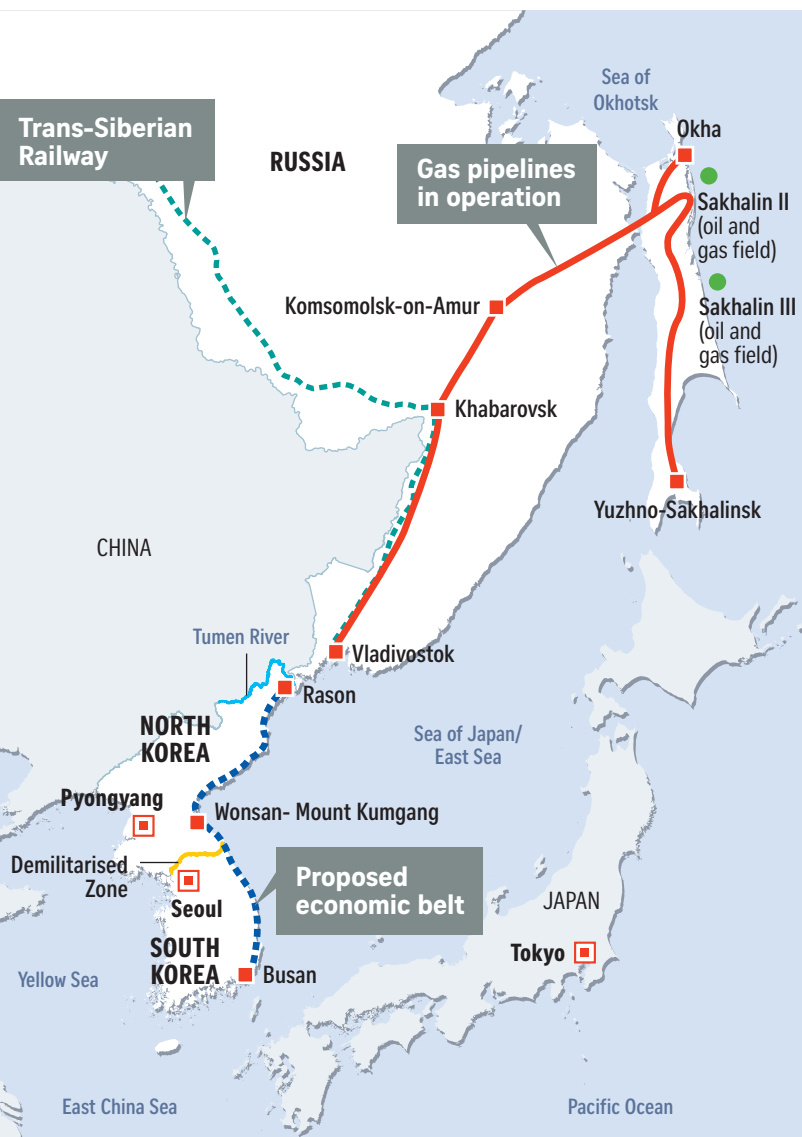 Sea of
Okhotsk
Okha
Trans-Siberian
Railway
RUSSIA
Gas pipelines
in operation
Sakhalin II
(oil and
gas field)
Komsomolsk-on-Amur
Sakhalin III
(oil and
gas field)
Khabarovsk
Yuzhno-Sakhalinsk
CHINA
Tumen River
Vladivostok
Rason
NORTH
KOREA
Sea of Japan/
East Sea
Pyongyang
Wonsan- Mount Kumgang
Demilitarised
Zone
Proposed
economic belt
Seoul
JAPAN
SOUTH
KOREA
Tokyo
Yellow Sea
Busan
East China Sea
Pacific Ocean